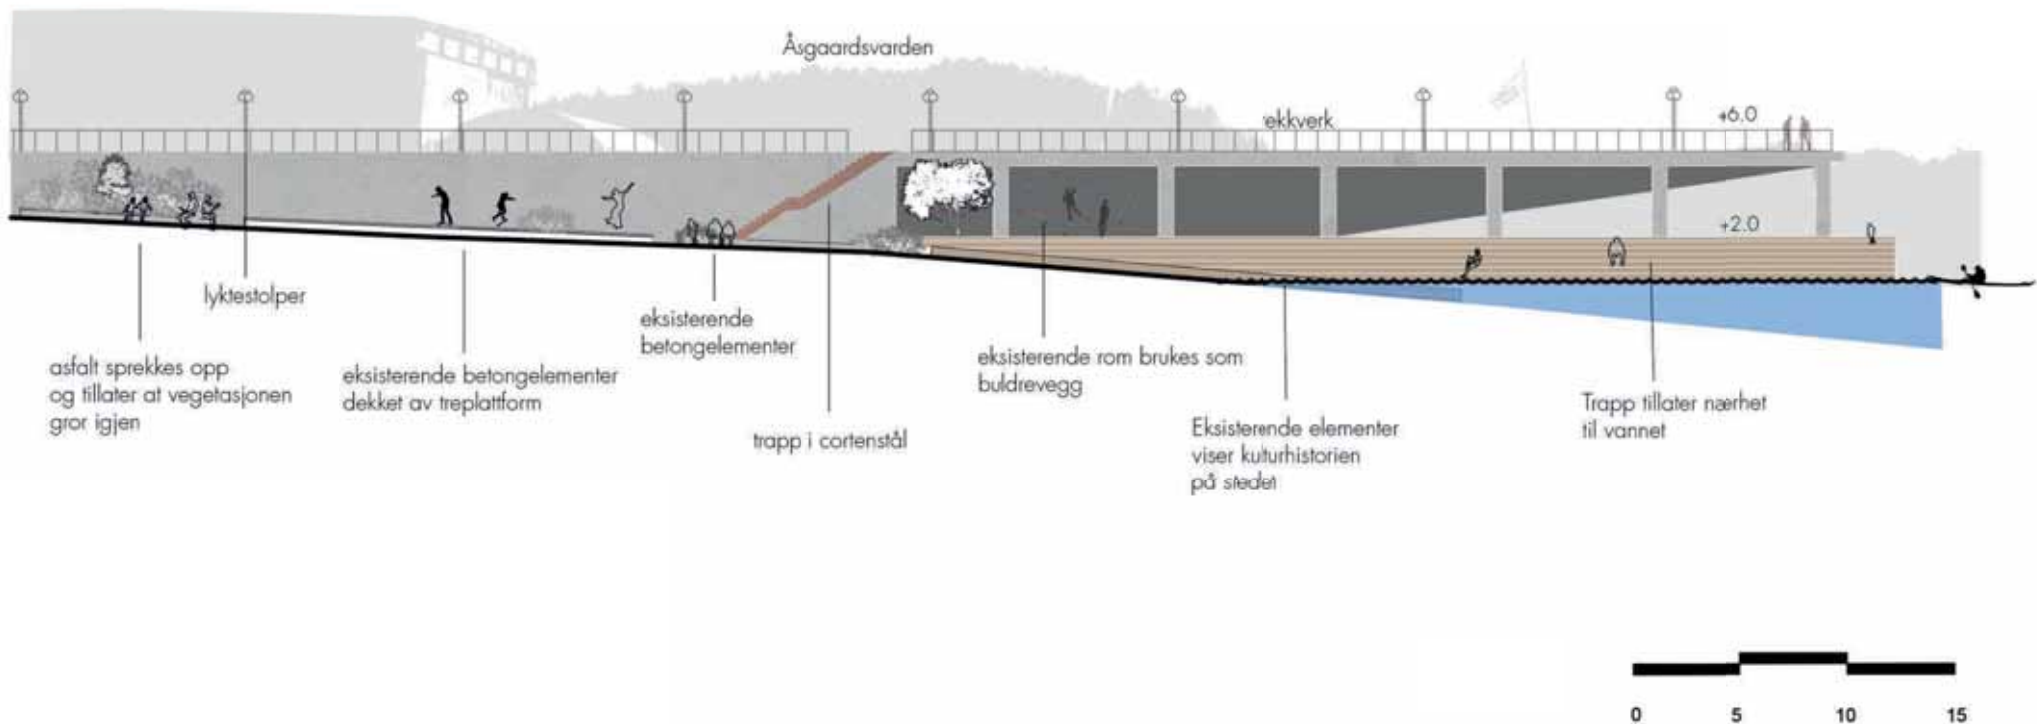 Åsgaardsvarden
rekkverk
+6.0
+2.0
lyktestolper
eksisterende
betongelementer
asfalt sprekkes opp
og tillater at vegetasjonen
gror igjen
eksisterende betongelementer
dekket av treplattform
trapp i cortenstål
eksisterende rom brukes som
buldrevegg
Eksisterende elementer
viser kulturhistorien
på stedet
Trapp tillater nærhet
til vannet
0 5 10 15